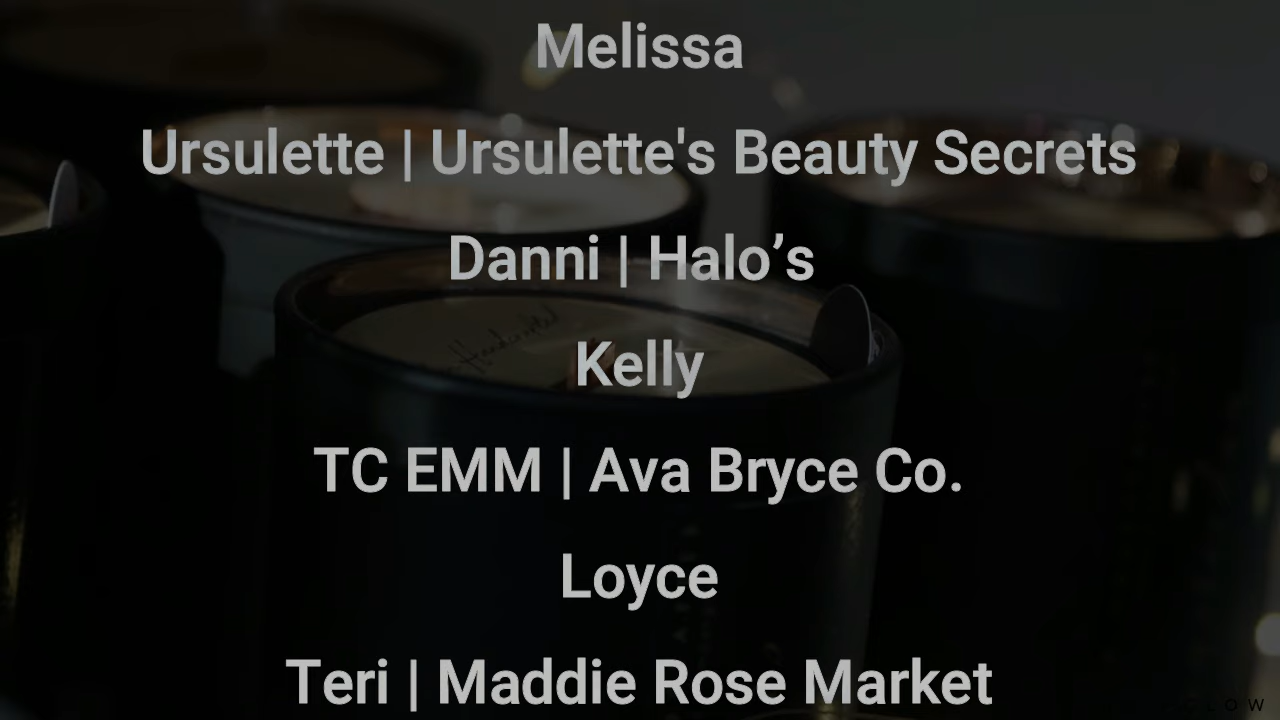 Melissa
Ursulette | Ursulette's Beauty Secrets
Danni | Halo’s
Kelly
TC EMM | Ava Bryce Co.
Loyce
Teri | Maddie Rose Market